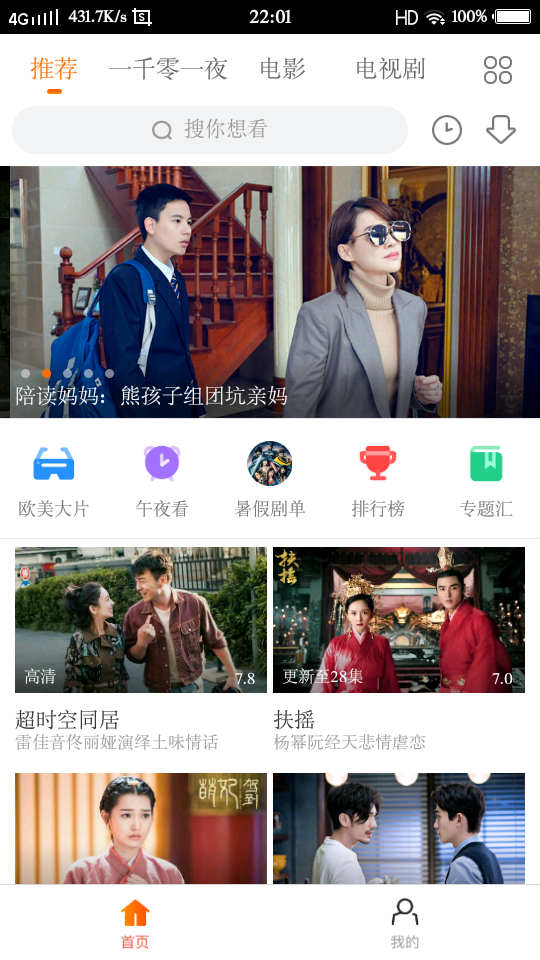 4G 431.7K/s 22:01 HD 100%
推荐 一千零一夜 电影 电视剧
搜你想看
陪读妈妈：熊孩子组团坑亲妈
欧美大片 午夜看 暑假剧单 排行榜 专题汇
扶摇
高清 7.8 更新至28集 7.0
超时空同居 扶摇
雷佳音佟丽娅演绎土味情话 杨幂阮经天悲情虐恋
萌妃驾到
首页 我的